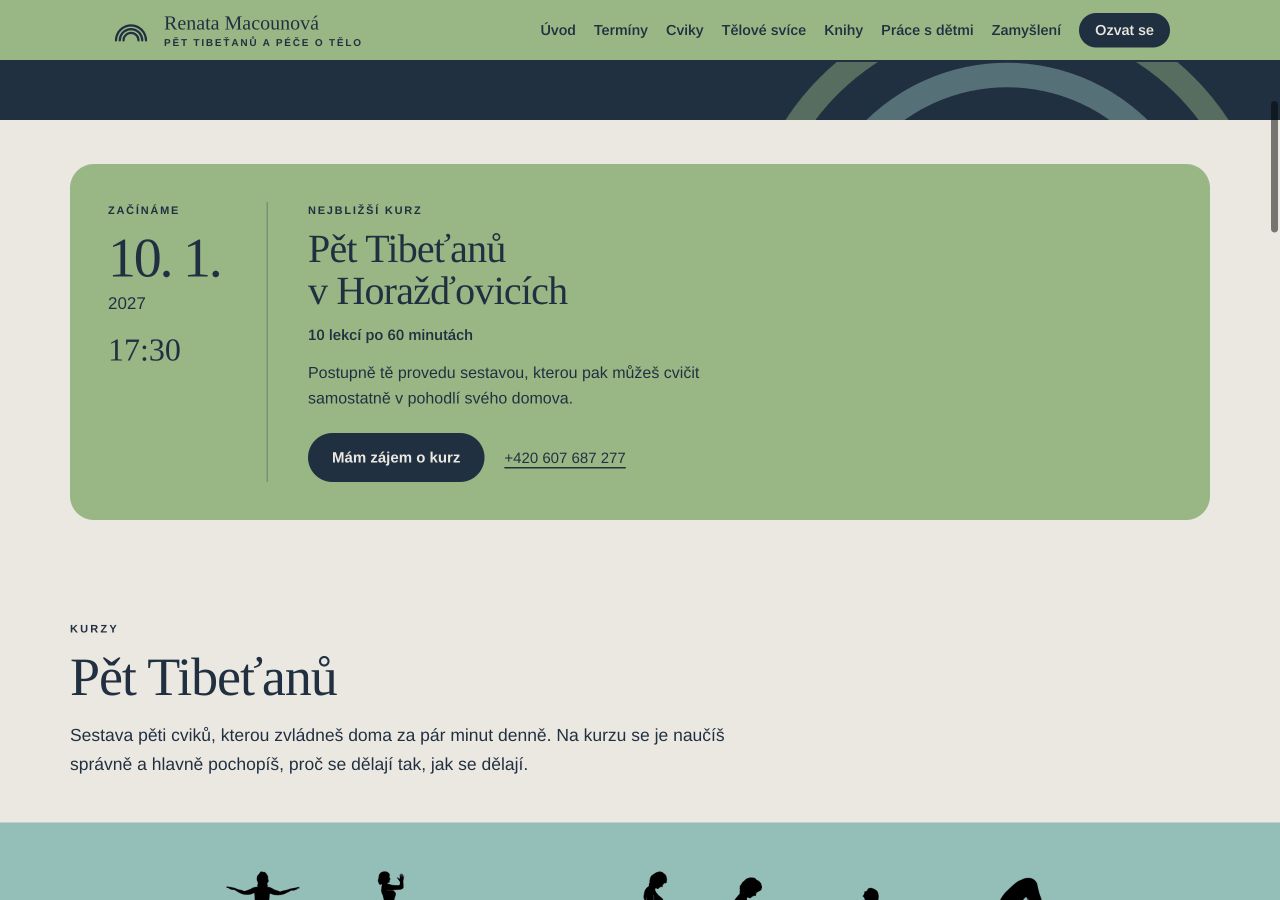 Renata Macounová
PĚT TIBEŤANŮ A PÉČE O TĚLO
Úvod Termíny Cviky Tělové svíce Knihy Práce s dětmi Zamyšlení Ozvat se
ZAČÍNÁME
10. 1.
2027
17:30
NEJBLIŽŠÍ KURZ
Pět Tibeťanů
v Horažďovicích
10 lekcí po 60 minutách
Postupně tě provedu sestavou, kterou pak můžeš cvičit
samostatně v pohodlí svého domova.
Mám zájem o kurz +420 607 687 277
KURZY
Pět Tibeťanů
Sestava pěti cviků, kterou zvládneš doma za pár minut denně. Na kurzu se je naučíš
správně a hlavně pochopíš, proč se dělají tak, jak se dělají.